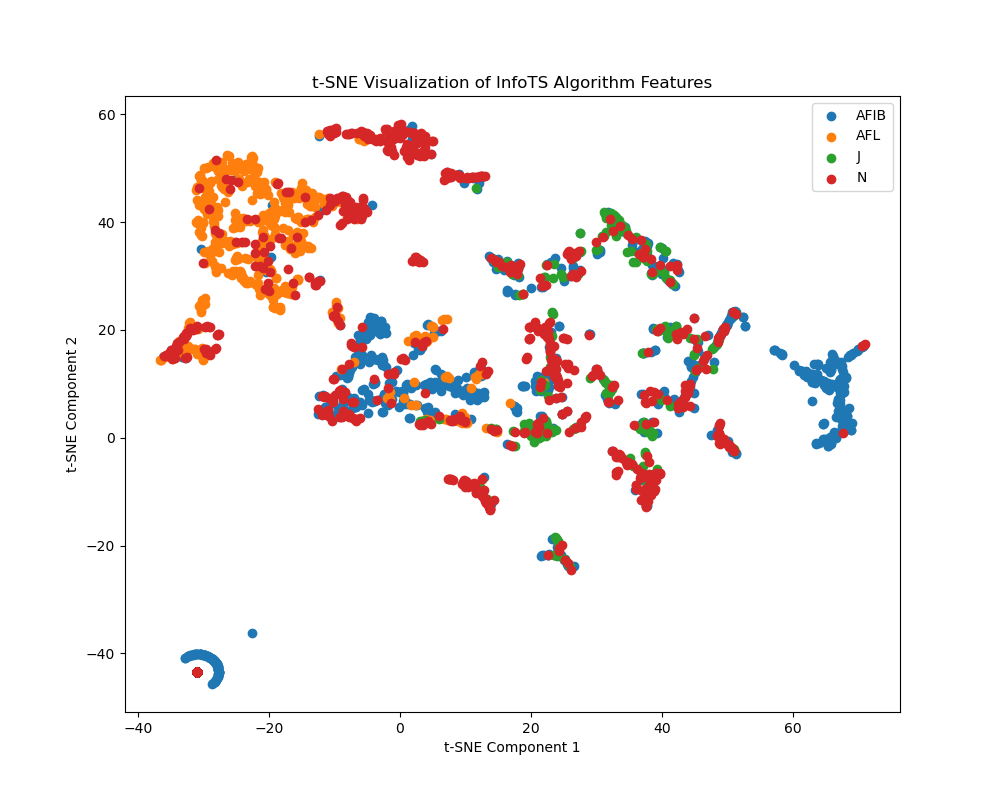 t-SNE Visualization of InfoTS Algorithm Features
AFIB
AFL
J
N
60
40
20
0
−20
−40
t-SNE Component 2
−40
−20
0
20
40
60
t-SNE Component 1